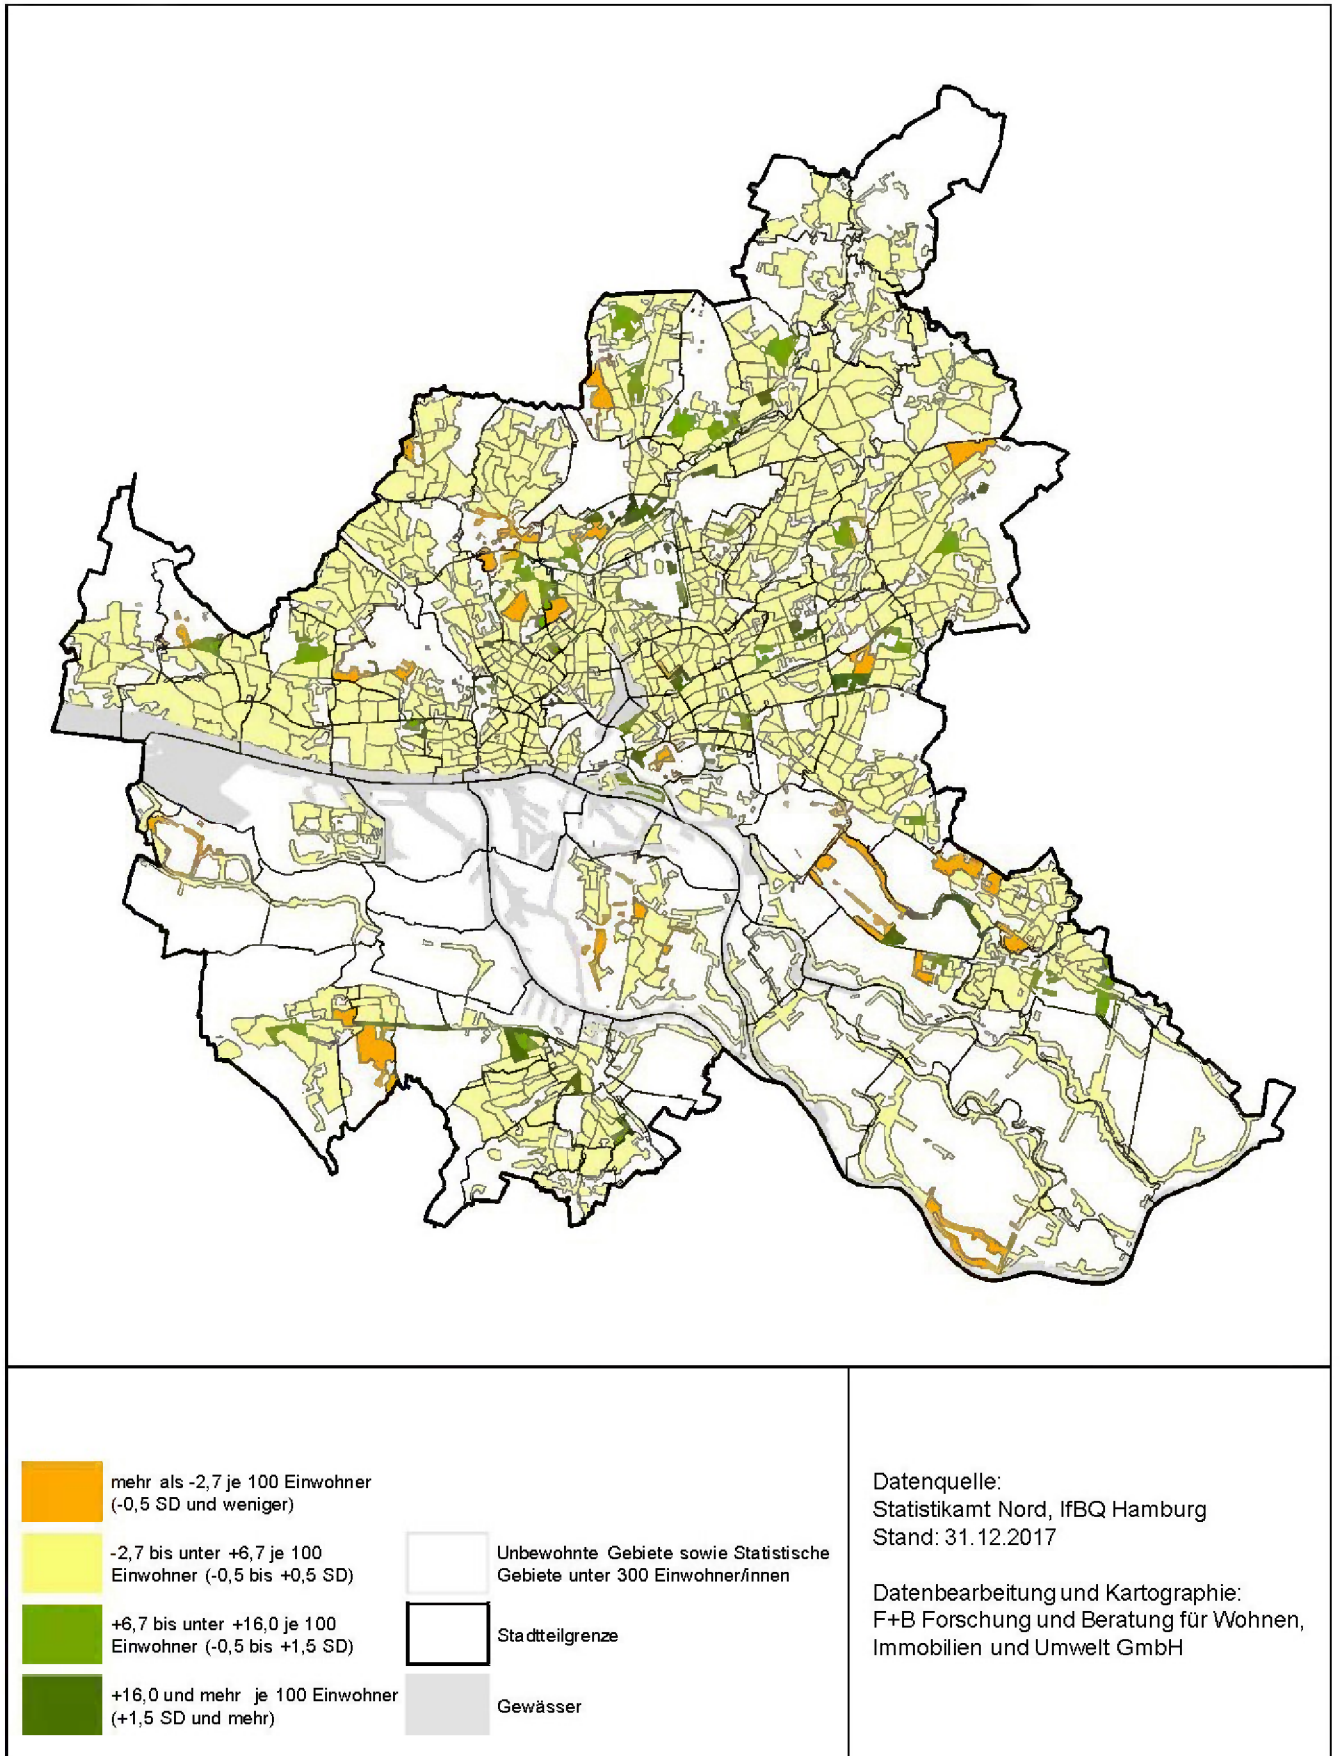 mehr als -2,7 je 100 Einwohner
(-0,5 SD und weniger)
-2,7 bis unter +6,7 je 100
Einwohner (-0,5 bis +0,5 SD)
+6,7 bis unter +16,0 je 100
Einwohner (-0,5 bis +1,5 SD)
+16,0 und mehr je 100 Einwohner
(+1,5 SD und mehr)
Unbewohnte Gebiete sowie Statistische
Gebiete unter 300 Einwohner/innen
Stadtteilgrenze
Gewässer
Datenquelle:
Statistikamt Nord, IfBQ Hamburg
Stand: 31.12.2017
Datenbearbeitung und Kartographie:
F+B Forschung und Beratung für Wohnen,
Immobilien und Umwelt GmbH